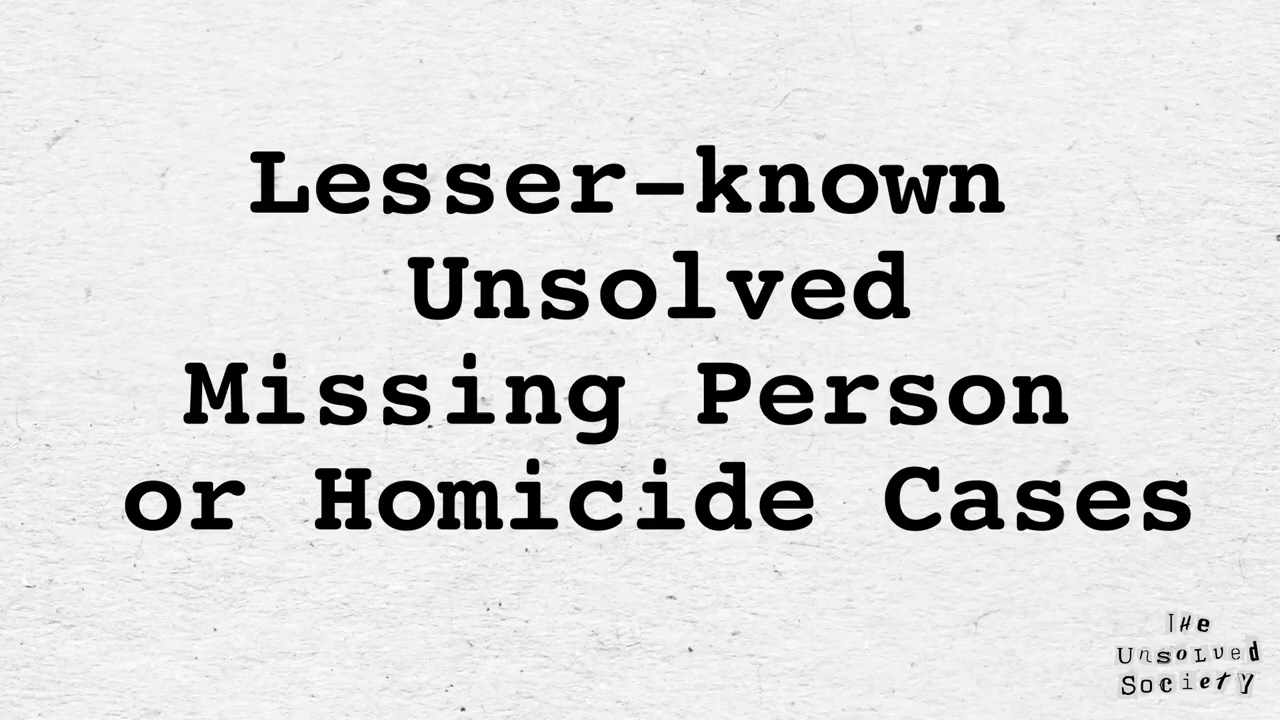 Lesser-known
Unsolved
Missing Person
or Homicide Cases
THe
UnsoLved
SocietY